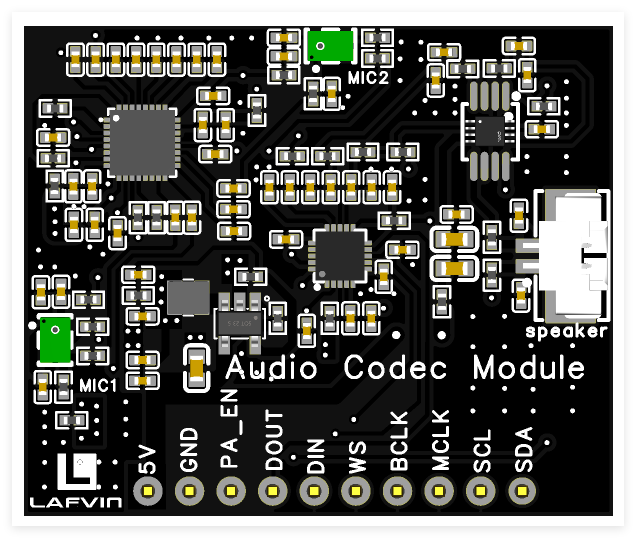 MIC2
speaker
MIC1
Audio Codec Module
5V
GND
PA_EN
DOUT
DIN
WS
BCLK
MCLK
SCL
SDA
LAFVIN